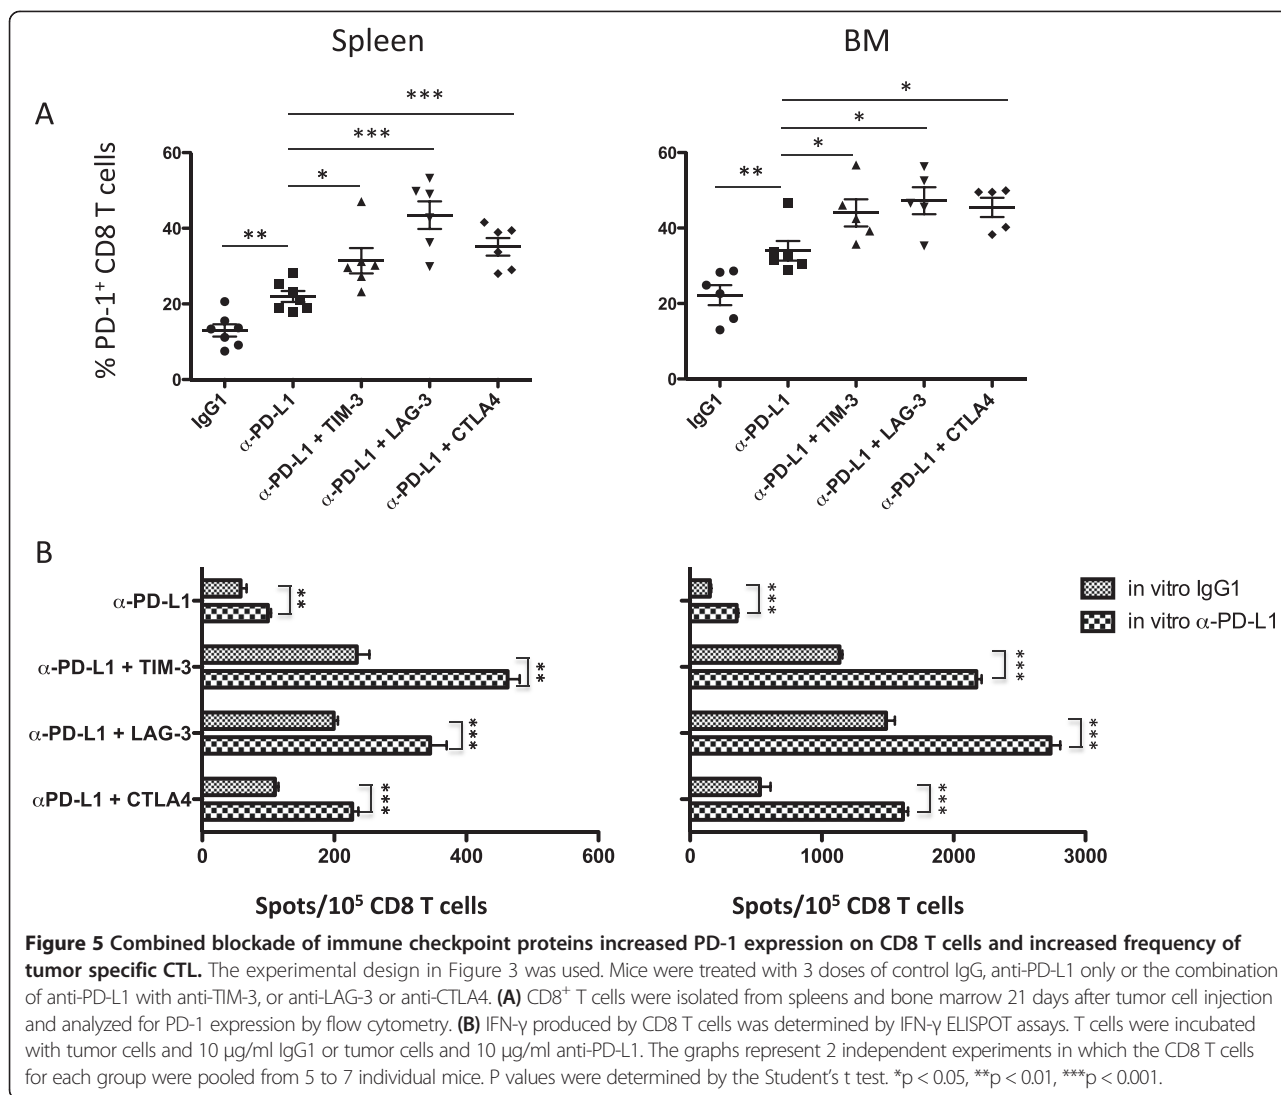 Spleen
BM
A
% PD-1⁺ CD8 T cells
***
***
*
**
60
40
20
0
IgG1
α-PD-L1
α-PD-L1 + TIM-3
α-PD-L1 + LAG-3
α-PD-L1 + CTLA4
*
*
*
**
60
40
20
0
IgG1
α-PD-L1
α-PD-L1 + TIM-3
α-PD-L1 + LAG-3
α-PD-L1 + CTLA4
B
α-PD-L1
α-PD-L1 + TIM-3
α-PD-L1 + LAG-3
αPD-L1 + CTLA4
**
**
***
***
0 200 400 600
Spots/10⁵ CD8 T cells
***
***
***
***
0 1000 2000 3000
Spots/10⁵ CD8 T cells
in vitro IgG1
in vitro α-PD-L1
Figure 5 Combined blockade of immune checkpoint proteins increased PD-1 expression on CD8 T cells and increased frequency of
tumor specific CTL. The experimental design in Figure 3 was used. Mice were treated with 3 doses of control IgG, anti-PD-L1 only or the combination
of anti-PD-L1 with anti-TIM-3, or anti-LAG-3 or anti-CTLA4. (A) CD8⁺ T cells were isolated from spleens and bone marrow 21 days after tumor cell injection
and analyzed for PD-1 expression by flow cytometry. (B) IFN-γ produced by CD8 T cells was determined by IFN-γ ELISPOT assays. T cells were incubated
with tumor cells and 10 μg/ml IgG1 or tumor cells and 10 μg/ml anti-PD-L1. The graphs represent 2 independent experiments in which the CD8 T cells
for each group were pooled from 5 to 7 individual mice. P values were determined by the Student's t test. *p < 0.05, **p < 0.01, ***p < 0.001.